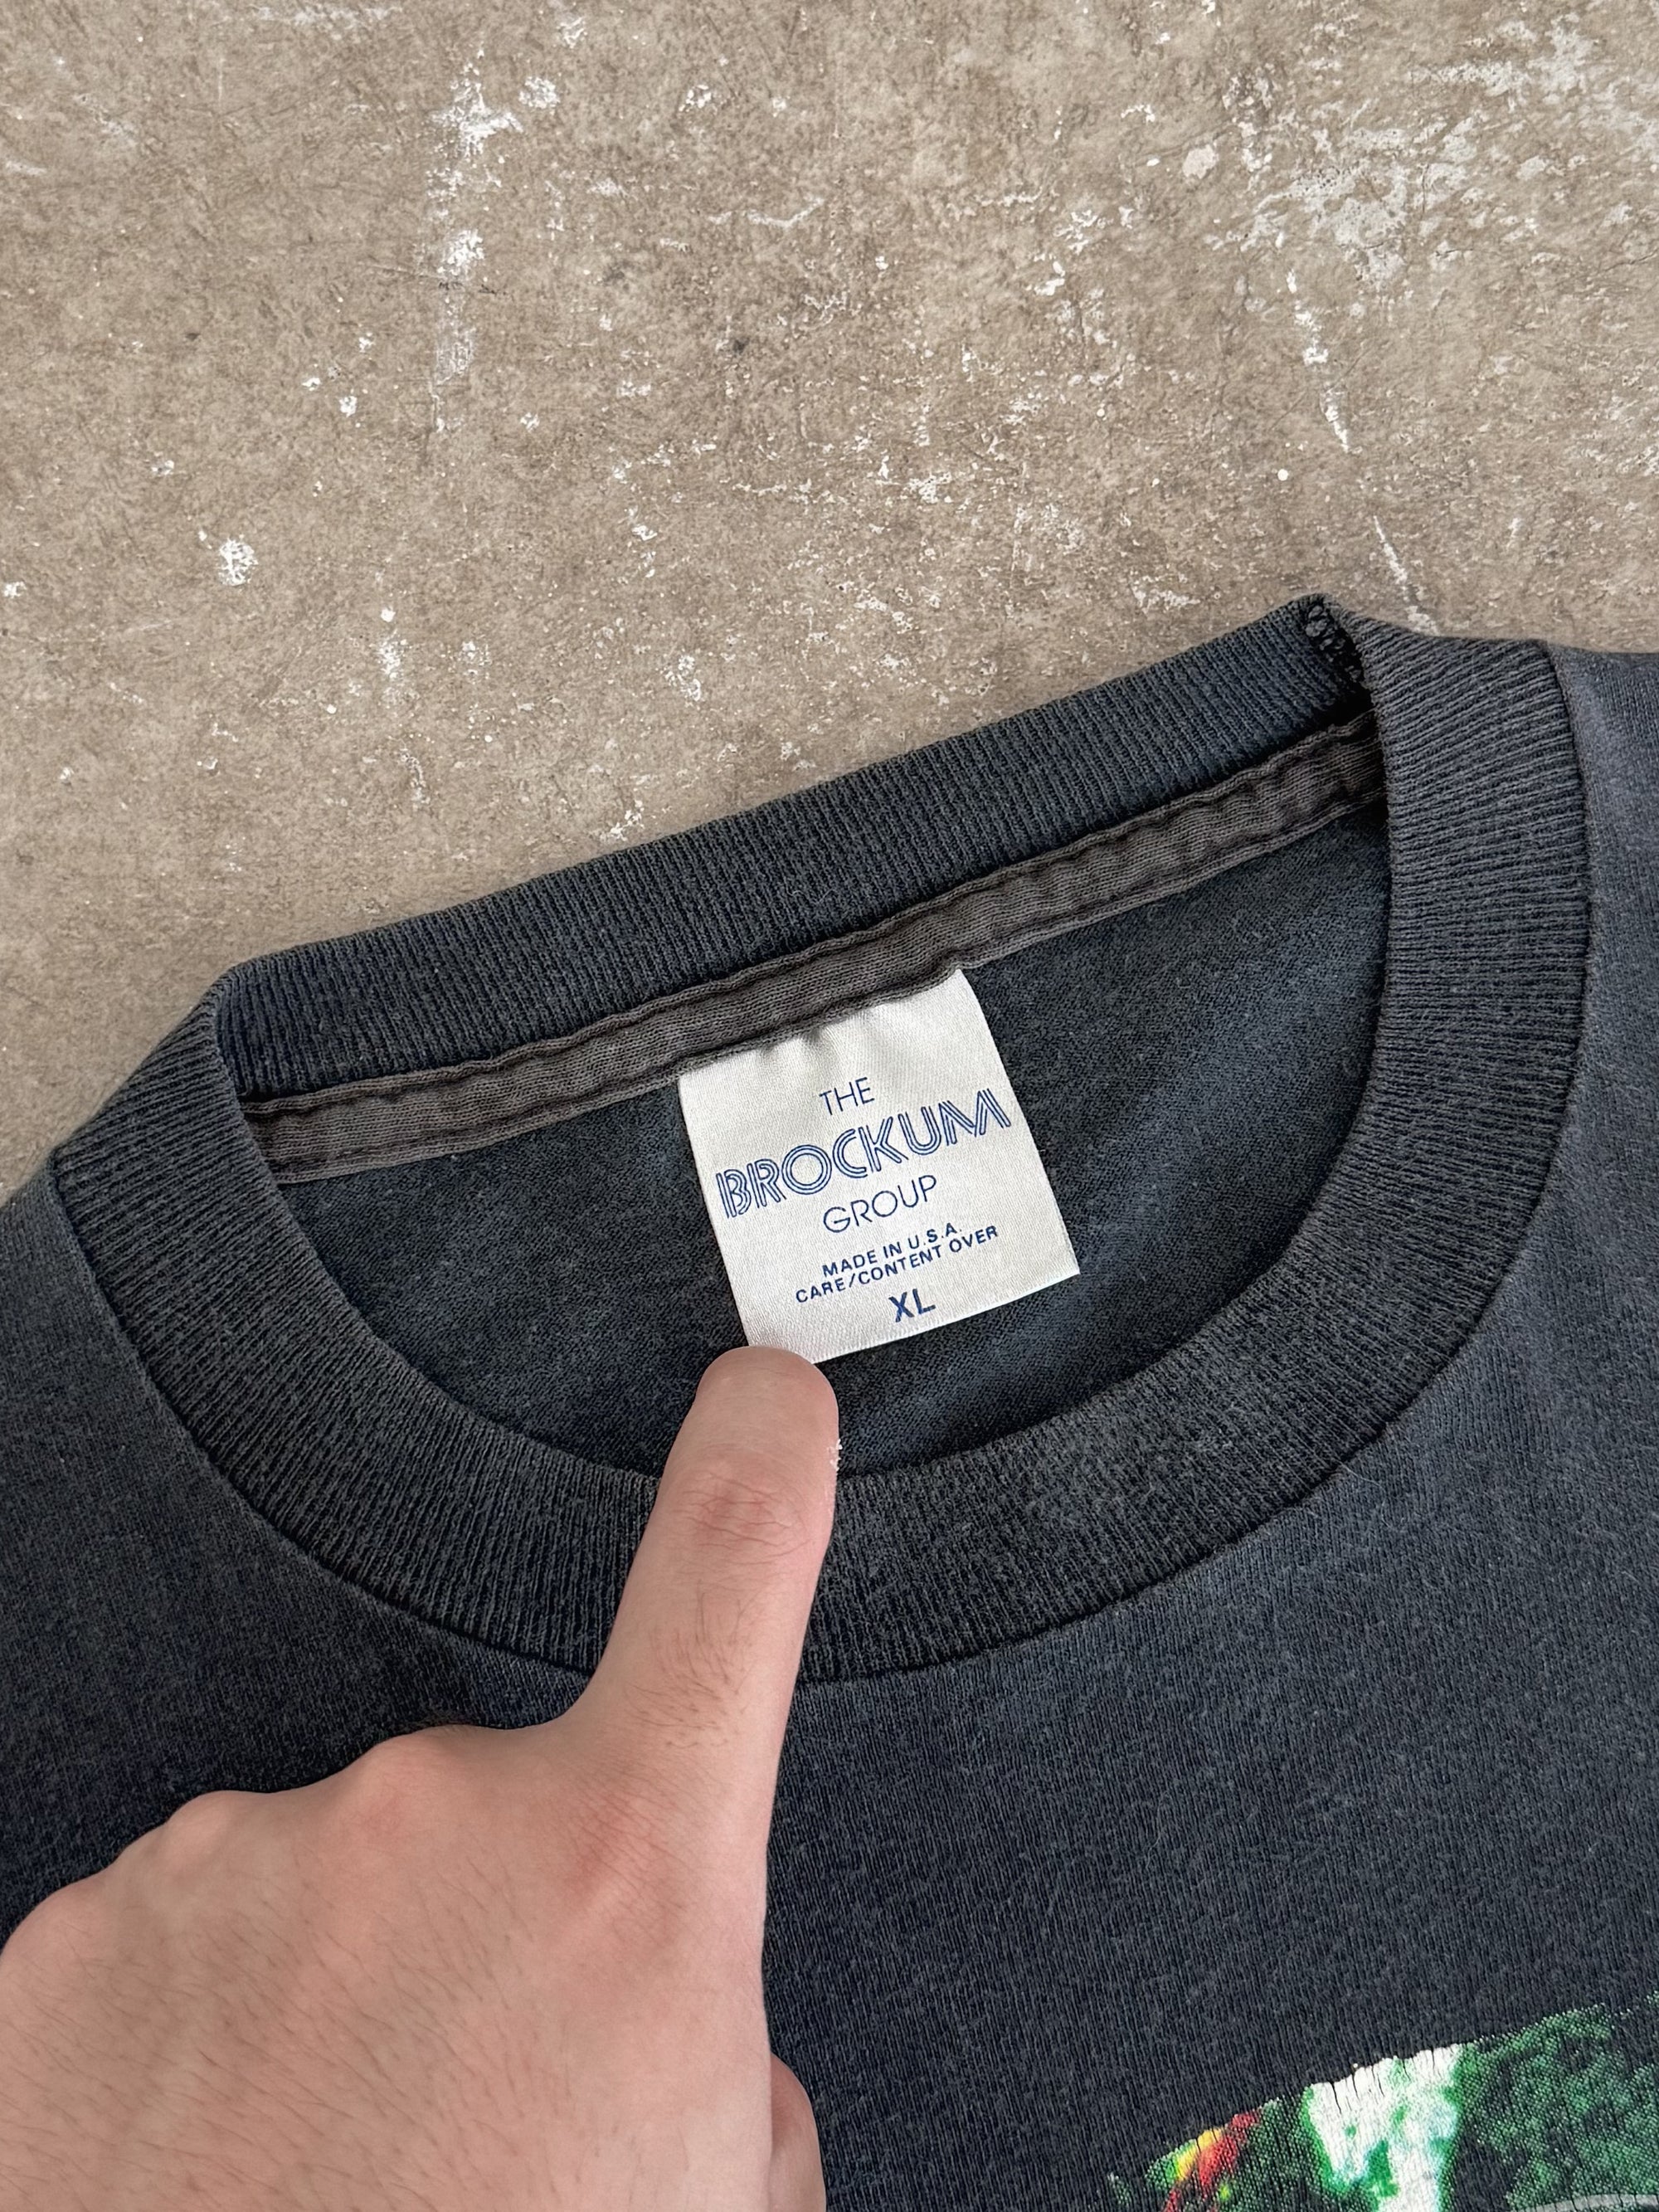 THE
BROCKUM
GROUP
MADE IN U.S.A.
CARE/CONTENT OVER
XL